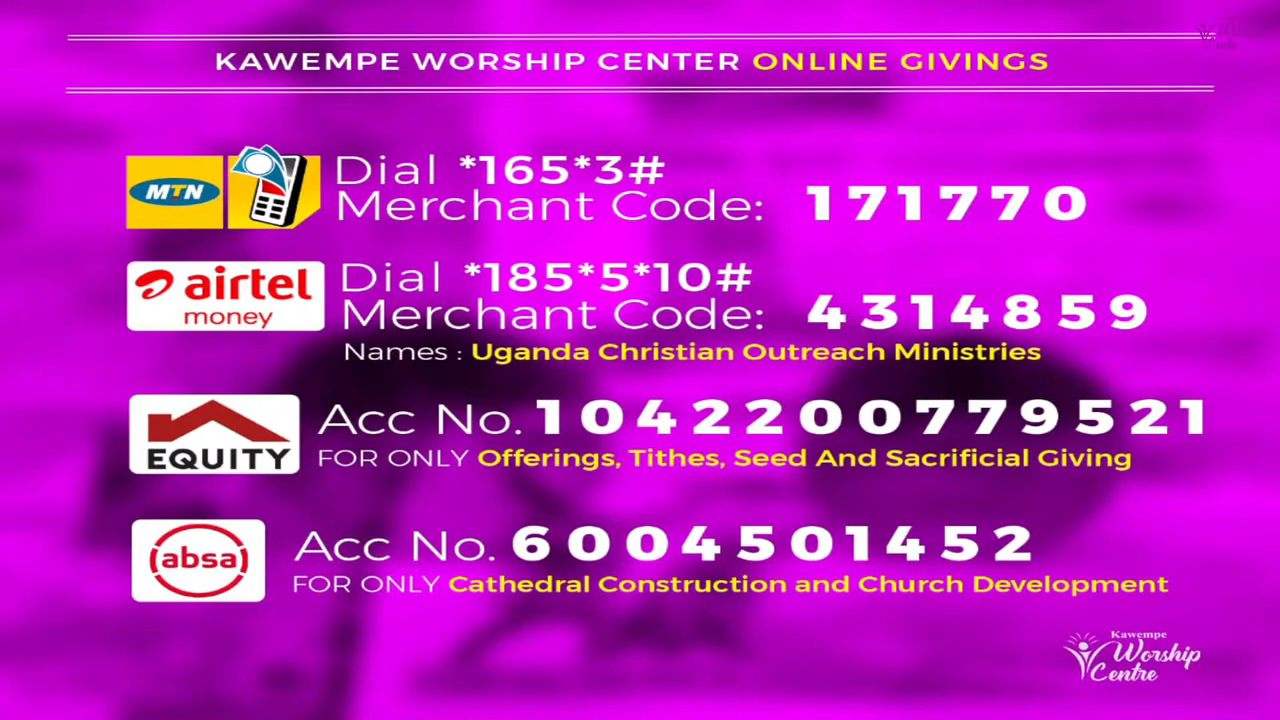 KAWEMPE WORSHIP CENTER ONLINE GIVINGS
MTN
Dial *165*3#
Merchant Code: 171770
airtel
money
Dial *185*5*10#
Merchant Code: 4314859
Names : Uganda Christian Outreach Ministries
EQUITY
Acc No. 1042200779521
FOR ONLY Offerings, Tithes, Seed And Sacrificial Giving
absa
Acc No. 6004501452
FOR ONLY Cathedral Construction and Church Development
Kawempe
Worship
Centre